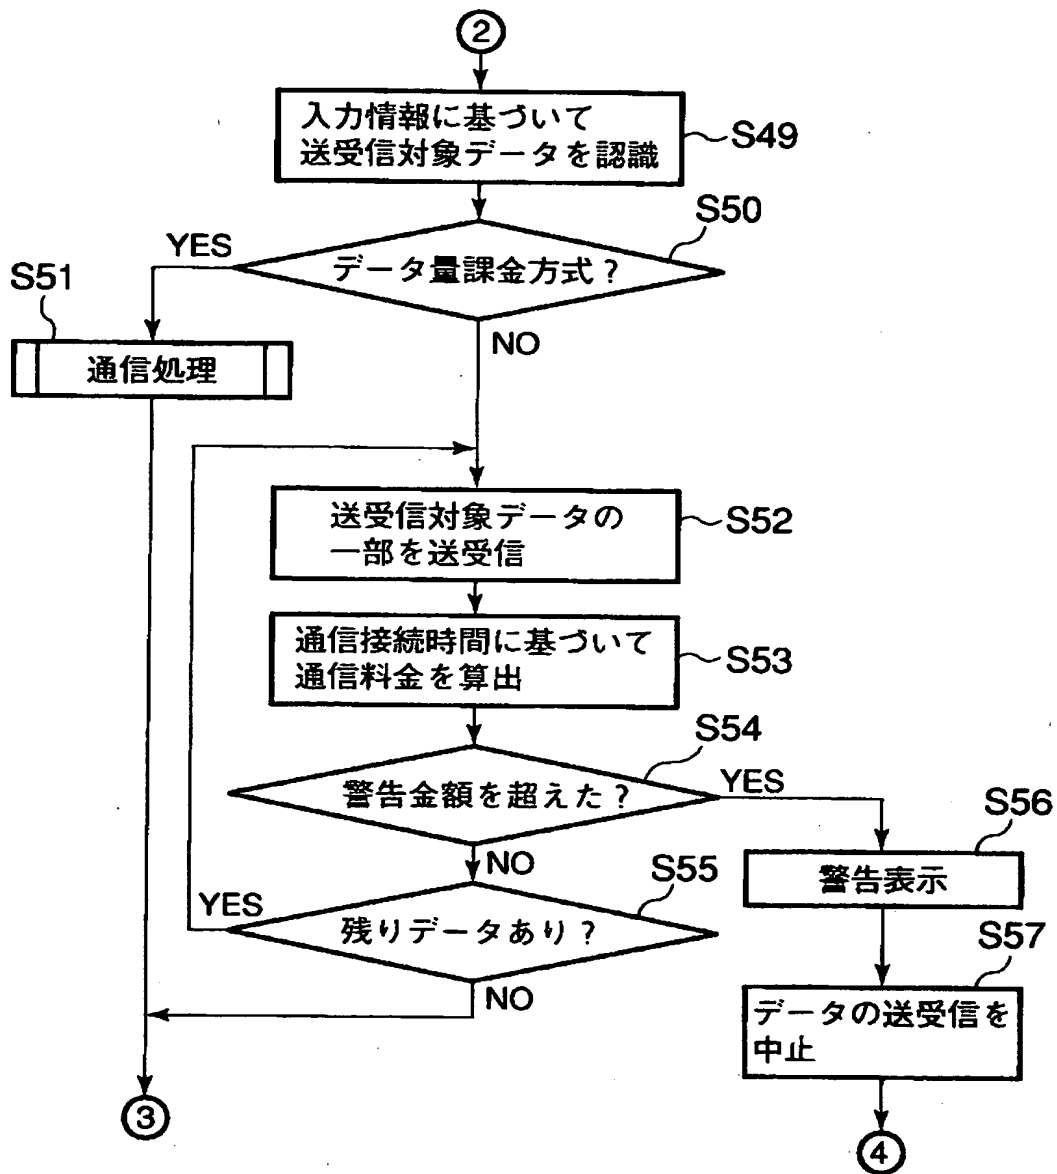 ②
入力情報に基づいて
送受信対象データを認識
S49
S50
データ量課金方式？
YES
NO
S51
通信処理
送受信対象データの
一部を送受信
S52
通信接続時間に基づいて
通信料金を算出
S53
S54
警告金額を超えた？
YES
NO
S56
警告表示
S55
残りデータあり？
YES
NO
S57
データの送受信を
中止
③
④